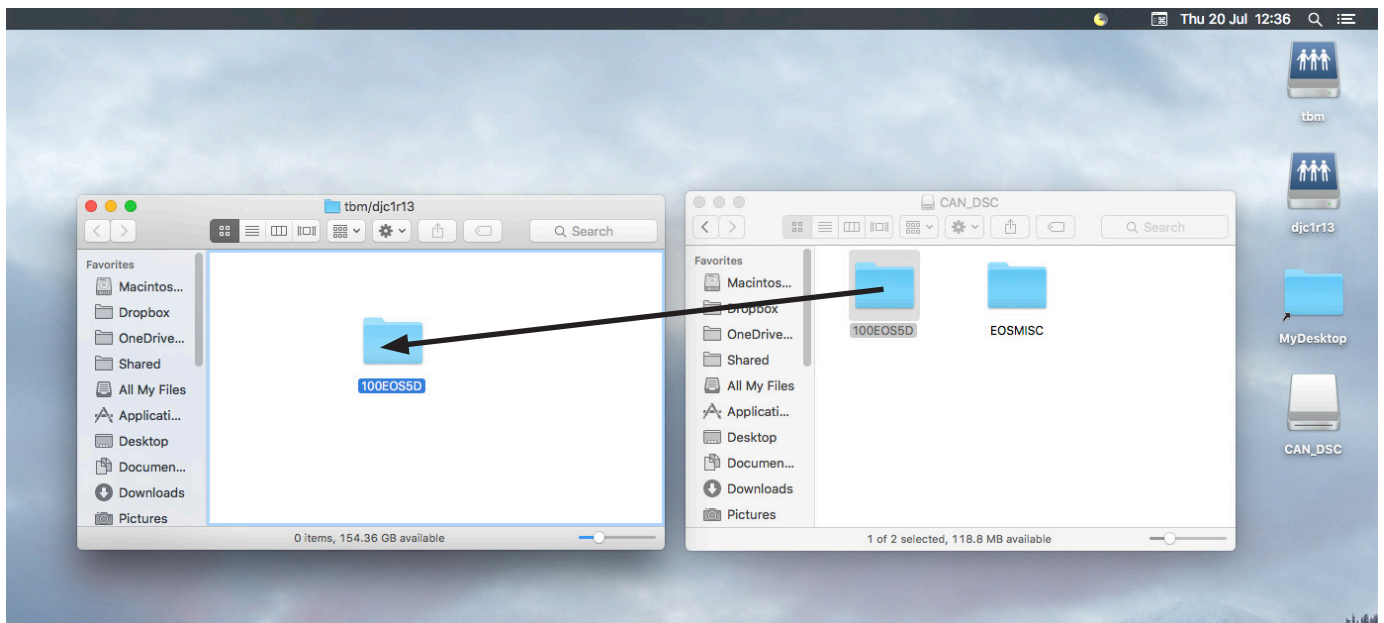 Thu 20 Jul 12:36
tbm
djc1r13
MyDesktop
CAN_DSC
tbm/djc1r13
Search
Favorites
Macintos...
Dropbox
OneDrive...
Shared
All My Files
Applicati...
Desktop
Documen...
Downloads
Pictures
100EOS5D
0 items, 154.36 GB available
CAN_DSC
Search
Favorites
Macintos...
Dropbox
OneDrive...
Shared
All My Files
Applicati...
Desktop
Documen...
Downloads
Pictures
100EOS5D
EOSMISC
1 of 2 selected, 118.8 MB available